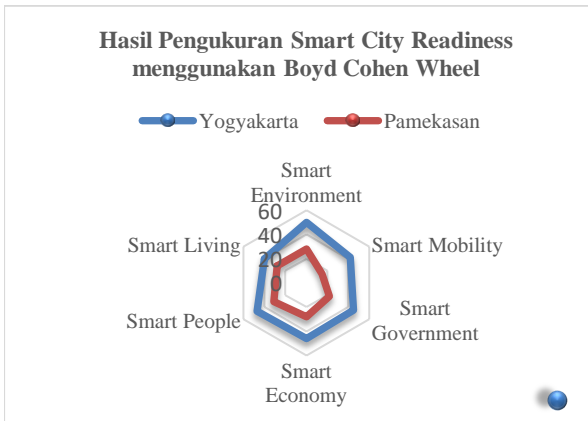 Hasil Pengukuran Smart City Readiness
menggunakan Boyd Cohen Wheel
Yogyakarta
Pamekasan
Smart
Environment
60
40
20
0
Smart Living
Smart Mobility
Smart People
Smart
Government
Smart
Economy